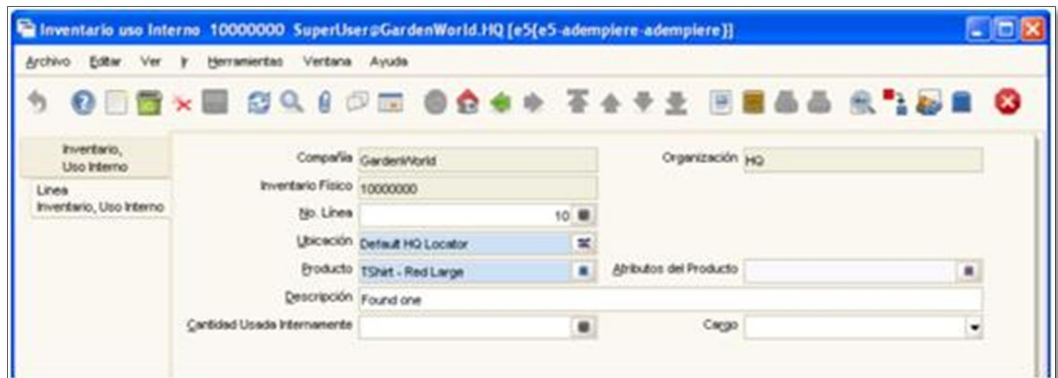 Inventario uso Interno 10000000 SuperUser@GardenWorld.HQ [e5{e5-adempiere-adempiere}]
Archivo Editar Ver Ir Herramientas Ventana Ayuda
Inventario, Uso Interno
Compañía GardenWorld Organización HQ
Linea Inventario, Uso Interno
Inventario Físico 10000000
No. Línea 10
Ubicación Default HQ Locator
Producto TShirt - Red Large Atributos del Producto
Descripción Found one
Cantidad Usada Internamente Cargo